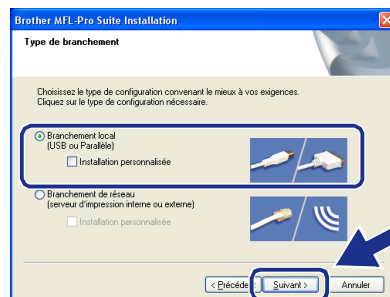 Brother MFL-Pro Suite Installation
Type de branchement
Choisissez le type de configuration convenant le mieux à vos exigences.
Cliquez sur le type de configuration nécessaire.
Branchement local
(USB ou Parallèle)
Installation personnalisée
Branchement de réseau
(serveur d'impression interne ou externe)
Installation personnalisée
< Précéde Suivant > Annuler